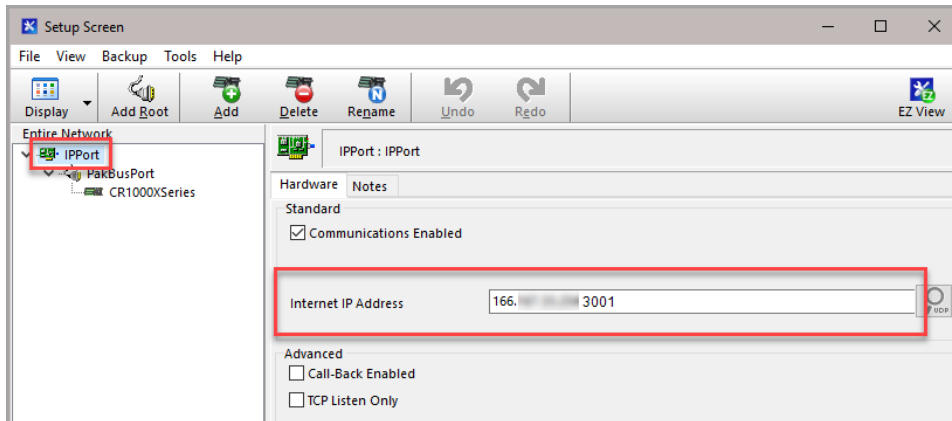 Setup Screen
File View Backup Tools Help
Display Add Root Add Delete Rename Undo Redo EZ View
Entire Network
IPPort
PakBusPort
CR1000XSeries
IPPort : IPPort
Hardware Notes
Standard
Communications Enabled
Internet IP Address 166. 3001
UDP
Advanced
Call-Back Enabled
TCP Listen Only